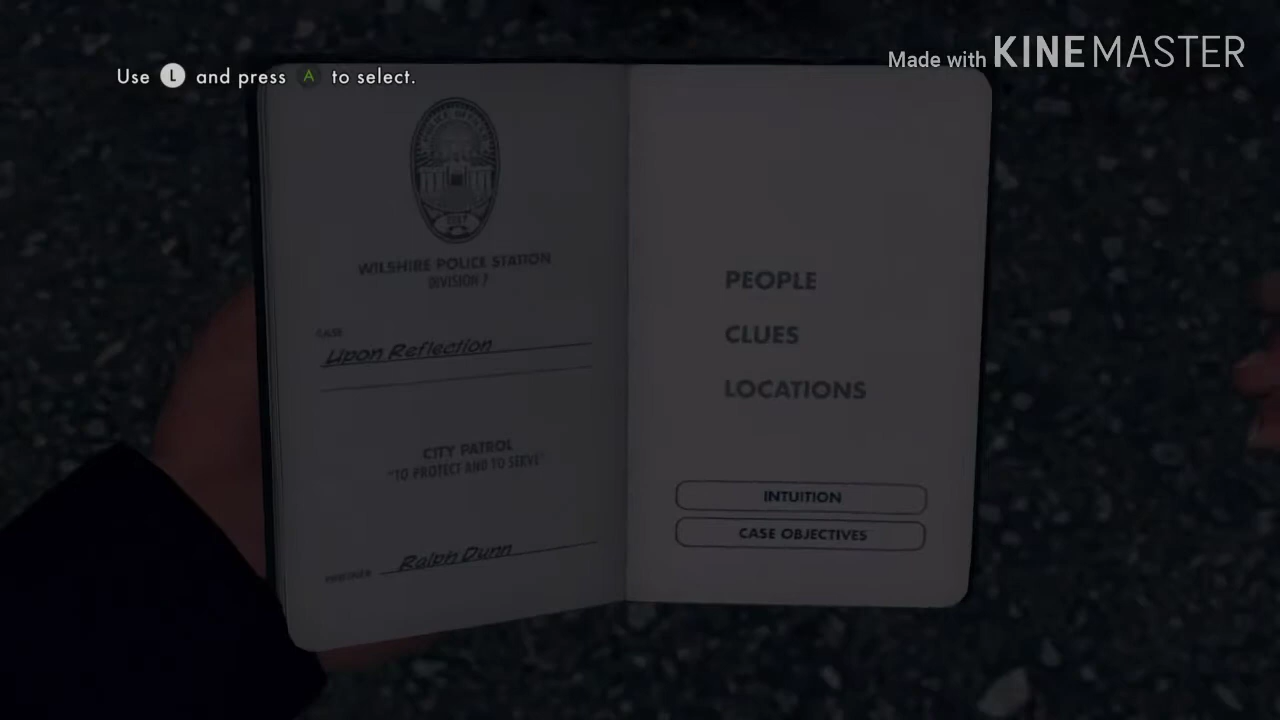 Made with KINEMASTER
Use L and press A to select.
WILSHIRE POLICE STATION
DIVISION 7
CASE
Upon Reflection
CITY PATROL
"TO PROTECT AND TO SERVE"
PARTNER
Ralph Dunn
PEOPLE
CLUES
LOCATIONS
INTUITION
CASE OBJECTIVES